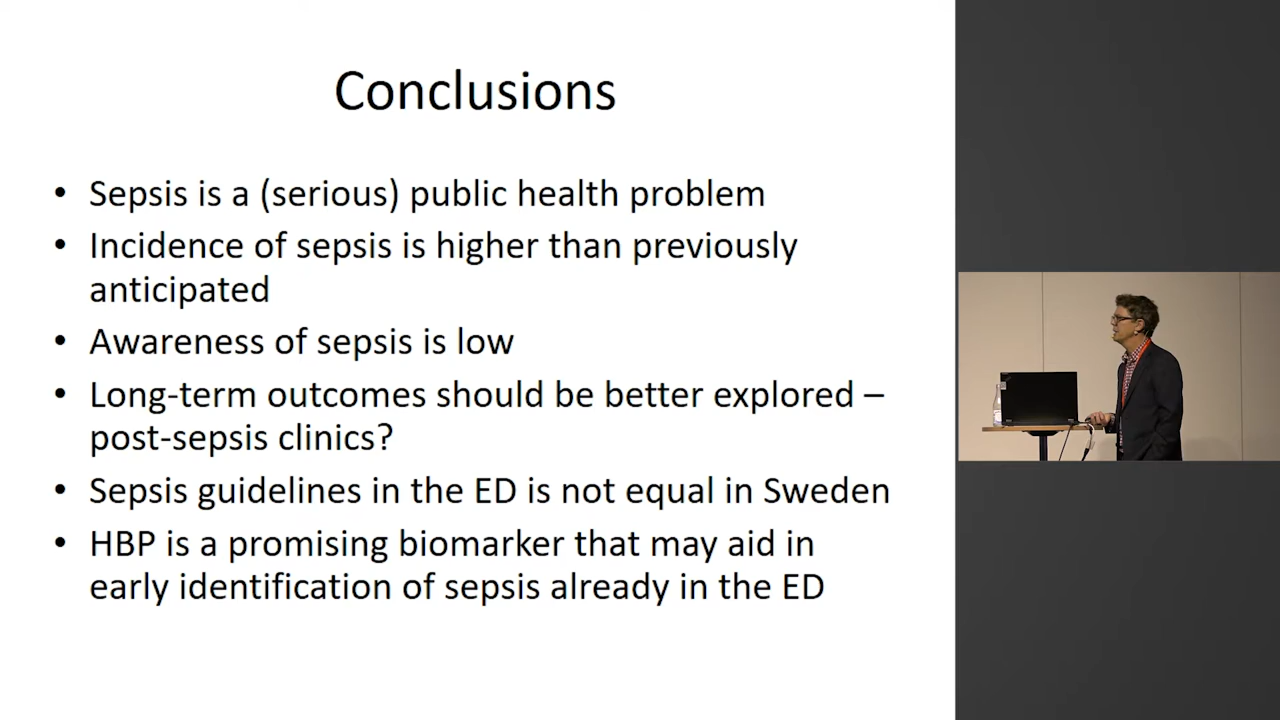 Conclusions
• Sepsis is a (serious) public health problem
• Incidence of sepsis is higher than previously
anticipated
• Awareness of sepsis is low
• Long-term outcomes should be better explored –
post-sepsis clinics?
• Sepsis guidelines in the ED is not equal in Sweden
• HBP is a promising biomarker that may aid in
early identification of sepsis already in the ED